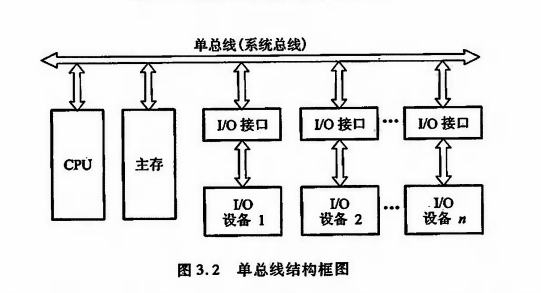 单总线(系统总线)
CPU
主存
I/O 接口
I/O 接口
···
I/O 接口
I/O
设备 1
I/O
设备 2
···
I/O
设备 n
图 3.2 单总线结构框图